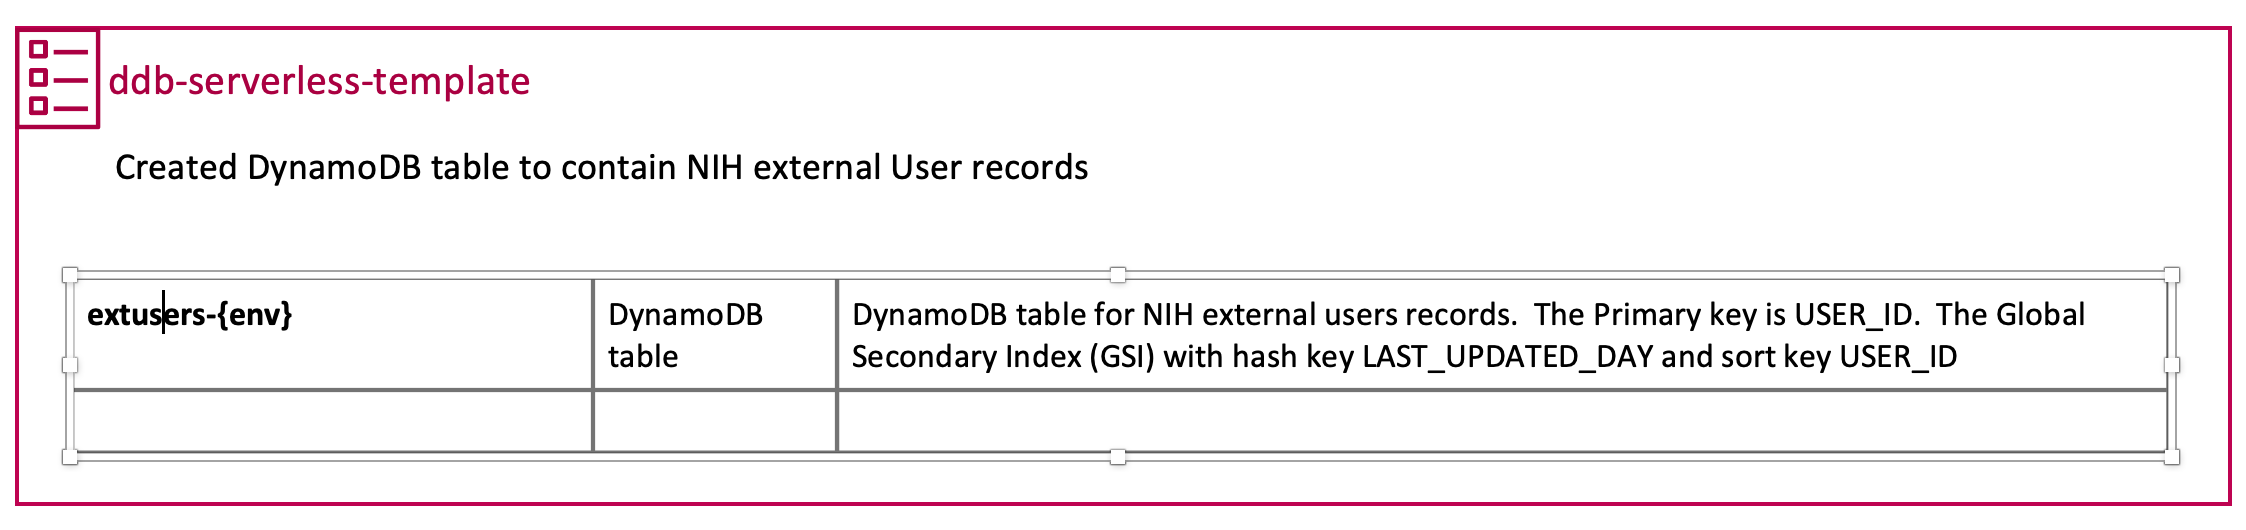 ddb-serverless-template
Created DynamoDB table to contain NIH external User records
extusers-{env}
DynamoDB
table
DynamoDB table for NIH external users records.  The Primary key is USER_ID.  The Global
Secondary Index (GSI) with hash key LAST_UPDATED_DAY and sort key USER_ID